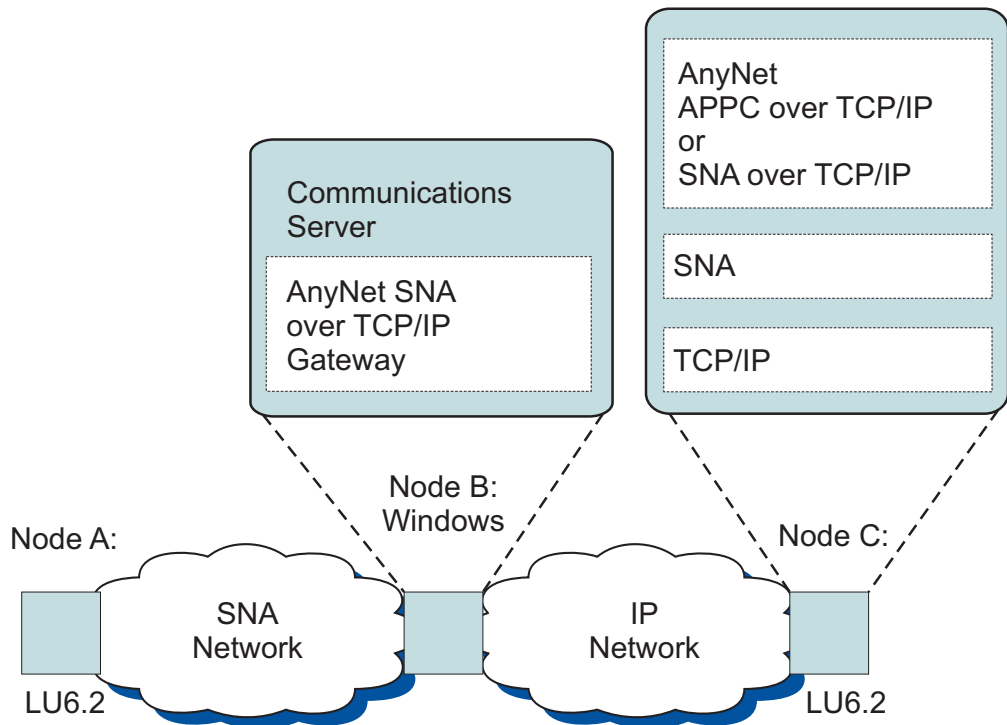 AnyNet
APPC over TCP/IP
or
SNA over TCP/IP
SNA
TCP/IP
Communications
Server
AnyNet SNA
over TCP/IP
Gateway
Node A:
Node B:
Windows
Node C:
SNA
Network
IP
Network
LU6.2
LU6.2